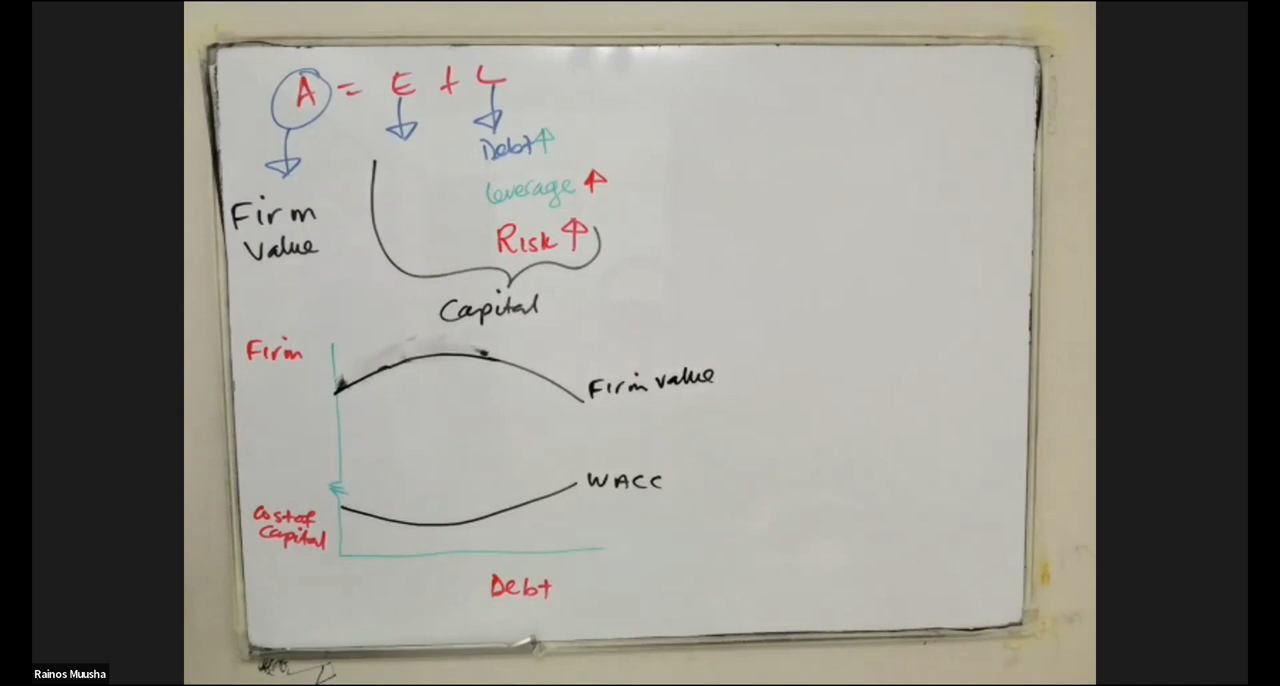 A = E + L
Debt↑
leverage ↑
Risk ↑
Firm
value
Capital
Firm
Firm value
WACC
Cost of
Capital
Debt
Rainos Muusha